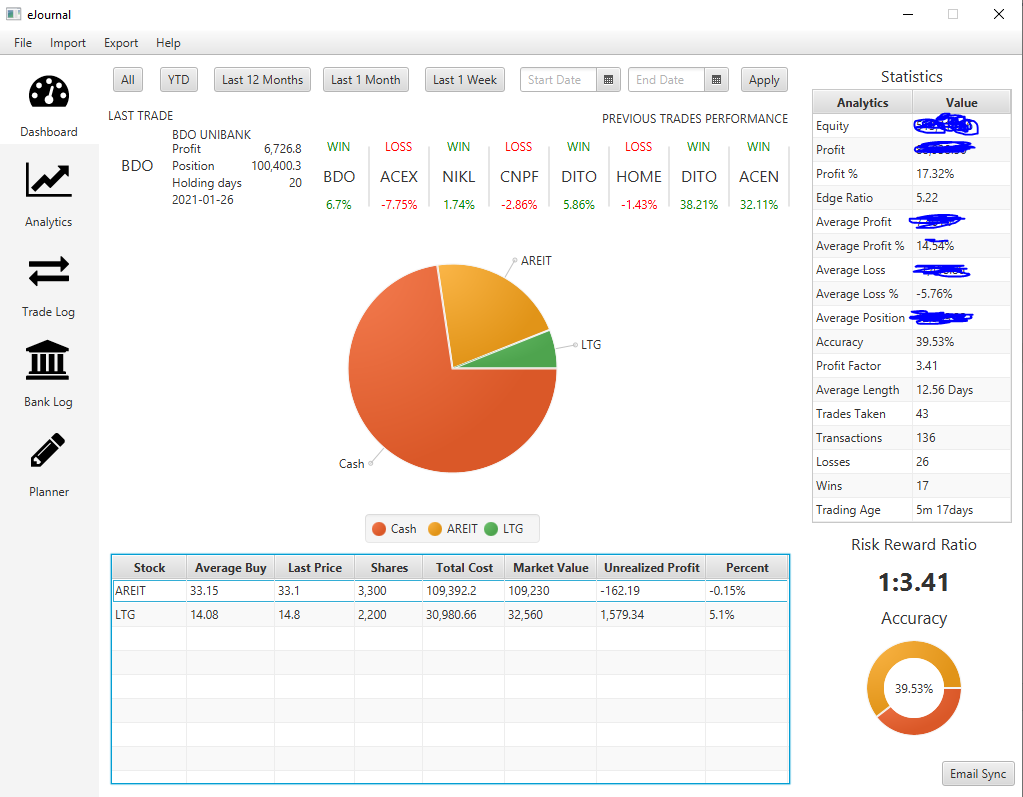 eJournal
File Import Export Help
Dashboard
Analytics
Trade Log
Bank Log
Planner
All YTD Last 12 Months Last 1 Month Last 1 Week Start Date End Date Apply
LAST TRADE
BDO
BDO UNIBANK
Profit 6,726.8
Position 100,400.3
Holding days 20
2021-01-26
PREVIOUS TRADES PERFORMANCE
WIN LOSS WIN LOSS WIN LOSS WIN WIN
BDO ACEX NIKL CNPF DITO HOME DITO ACEN
6.7% -7.75% 1.74% -2.86% 5.86% -1.43% 38.21% 32.11%
AREIT
LTG
Cash
Cash AREIT LTG
Stock Average Buy Last Price Shares Total Cost Market Value Unrealized Profit Percent
AREIT 33.15 33.1 3,300 109,392.2 109,230 -162.19 -0.15%
LTG 14.08 14.8 2,200 30,980.66 32,560 1,579.34 5.1%
Statistics
Analytics Value
Equity
Profit
Profit % 17.32%
Edge Ratio 5.22
Average Profit
Average Profit % 14.54%
Average Loss
Average Loss % -5.76%
Average Position
Accuracy 39.53%
Profit Factor 3.41
Average Length 12.56 Days
Trades Taken 43
Transactions 136
Losses 26
Wins 17
Trading Age 5m 17days
Risk Reward Ratio
1:3.41
Accuracy
39.53%
Email Sync